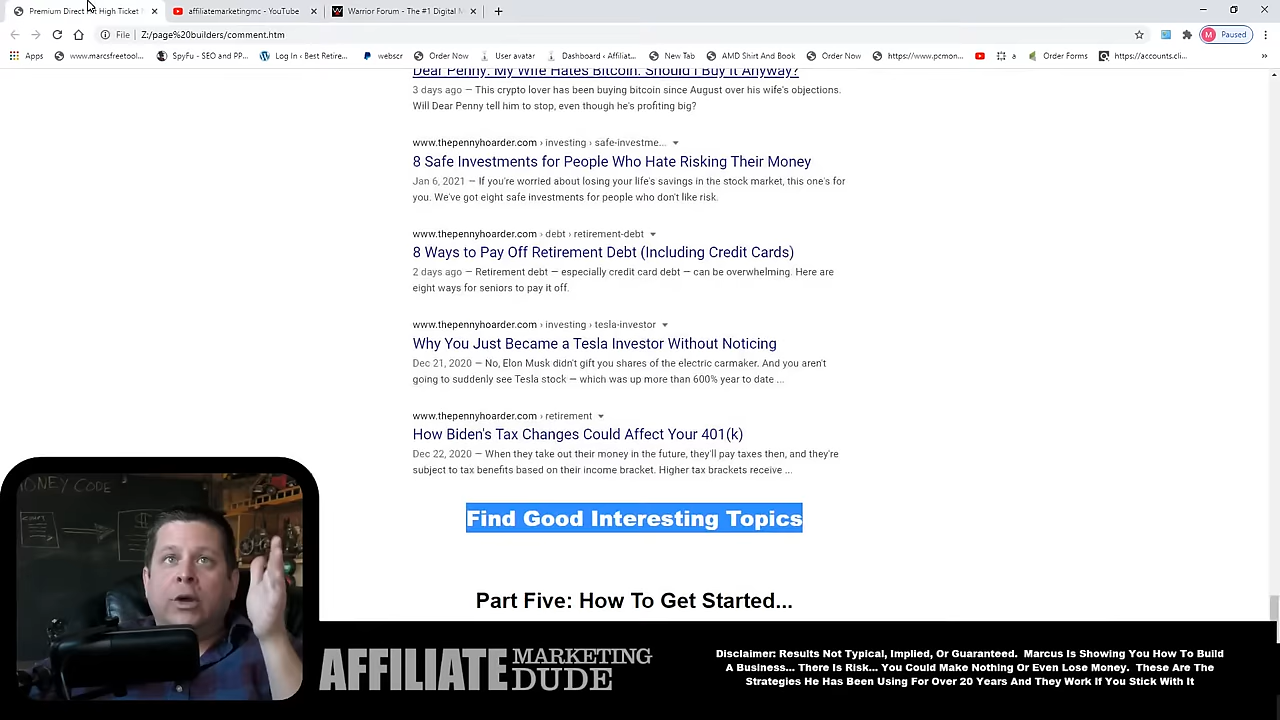 Premium Direct
High Ticket
affiliatemarketingmc - YouTube
Warrior Forum - The #1 Digital M
File
Z:/page%20builders/comment.htm
M
Paused
Apps
www.marcsfreetool...
SpyFu - SEO and PP...
Log In ‹ Best Retire...
webscr
Order Now
User avatar
Dashboard ‹ Affiliat...
New Tab
AMD Shirt And Book
Order Now
https://www.pcmon...
a
Order Forms
https://accounts.cli...
Dear Penny: My Wife Hates Bitcoin. Should I Buy It Anyway?
3 days ago — This crypto lover has been buying bitcoin since August over his wife's objections.
Will Dear Penny tell him to stop, even though he's profiting big?
www.thepennyhoarder.com › investing › safe-investme...
8 Safe Investments for People Who Hate Risking Their Money
Jan 6, 2021 — If you're worried about losing your life's savings in the stock market, this one's for
you. We've got eight safe investments for people who don't like risk.
www.thepennyhoarder.com › debt › retirement-debt
8 Ways to Pay Off Retirement Debt (Including Credit Cards)
2 days ago — Retirement debt — especially credit card debt — can be overwhelming. Here are
eight ways for seniors to pay it off.
www.thepennyhoarder.com › investing › tesla-investor
Why You Just Became a Tesla Investor Without Noticing
Dec 21, 2020 — No, Elon Musk didn't gift you shares of the electric carmaker. And you aren't
going to suddenly see Tesla stock — which was up more than 600% year to date ...
www.thepennyhoarder.com › retirement
How Biden's Tax Changes Could Affect Your 401(k)
Dec 22, 2020 — When they take out their money in the future, they'll pay taxes then, and they're
subject to tax benefits based on their income bracket. Higher tax brackets receive ...
Find Good Interesting Topics
Part Five: How To Get Started...
MONEY CODE
AFFILIATE MARKETING DUDE
Disclaimer: Results Not Typical, Implied, Or Guaranteed. Marcus Is Showing You How To Build
A Business... There Is Risk... You Could Make Nothing Or Even Lose Money. These Are The
Strategies He Has Been Using For Over 20 Years And They Work If You Stick With It